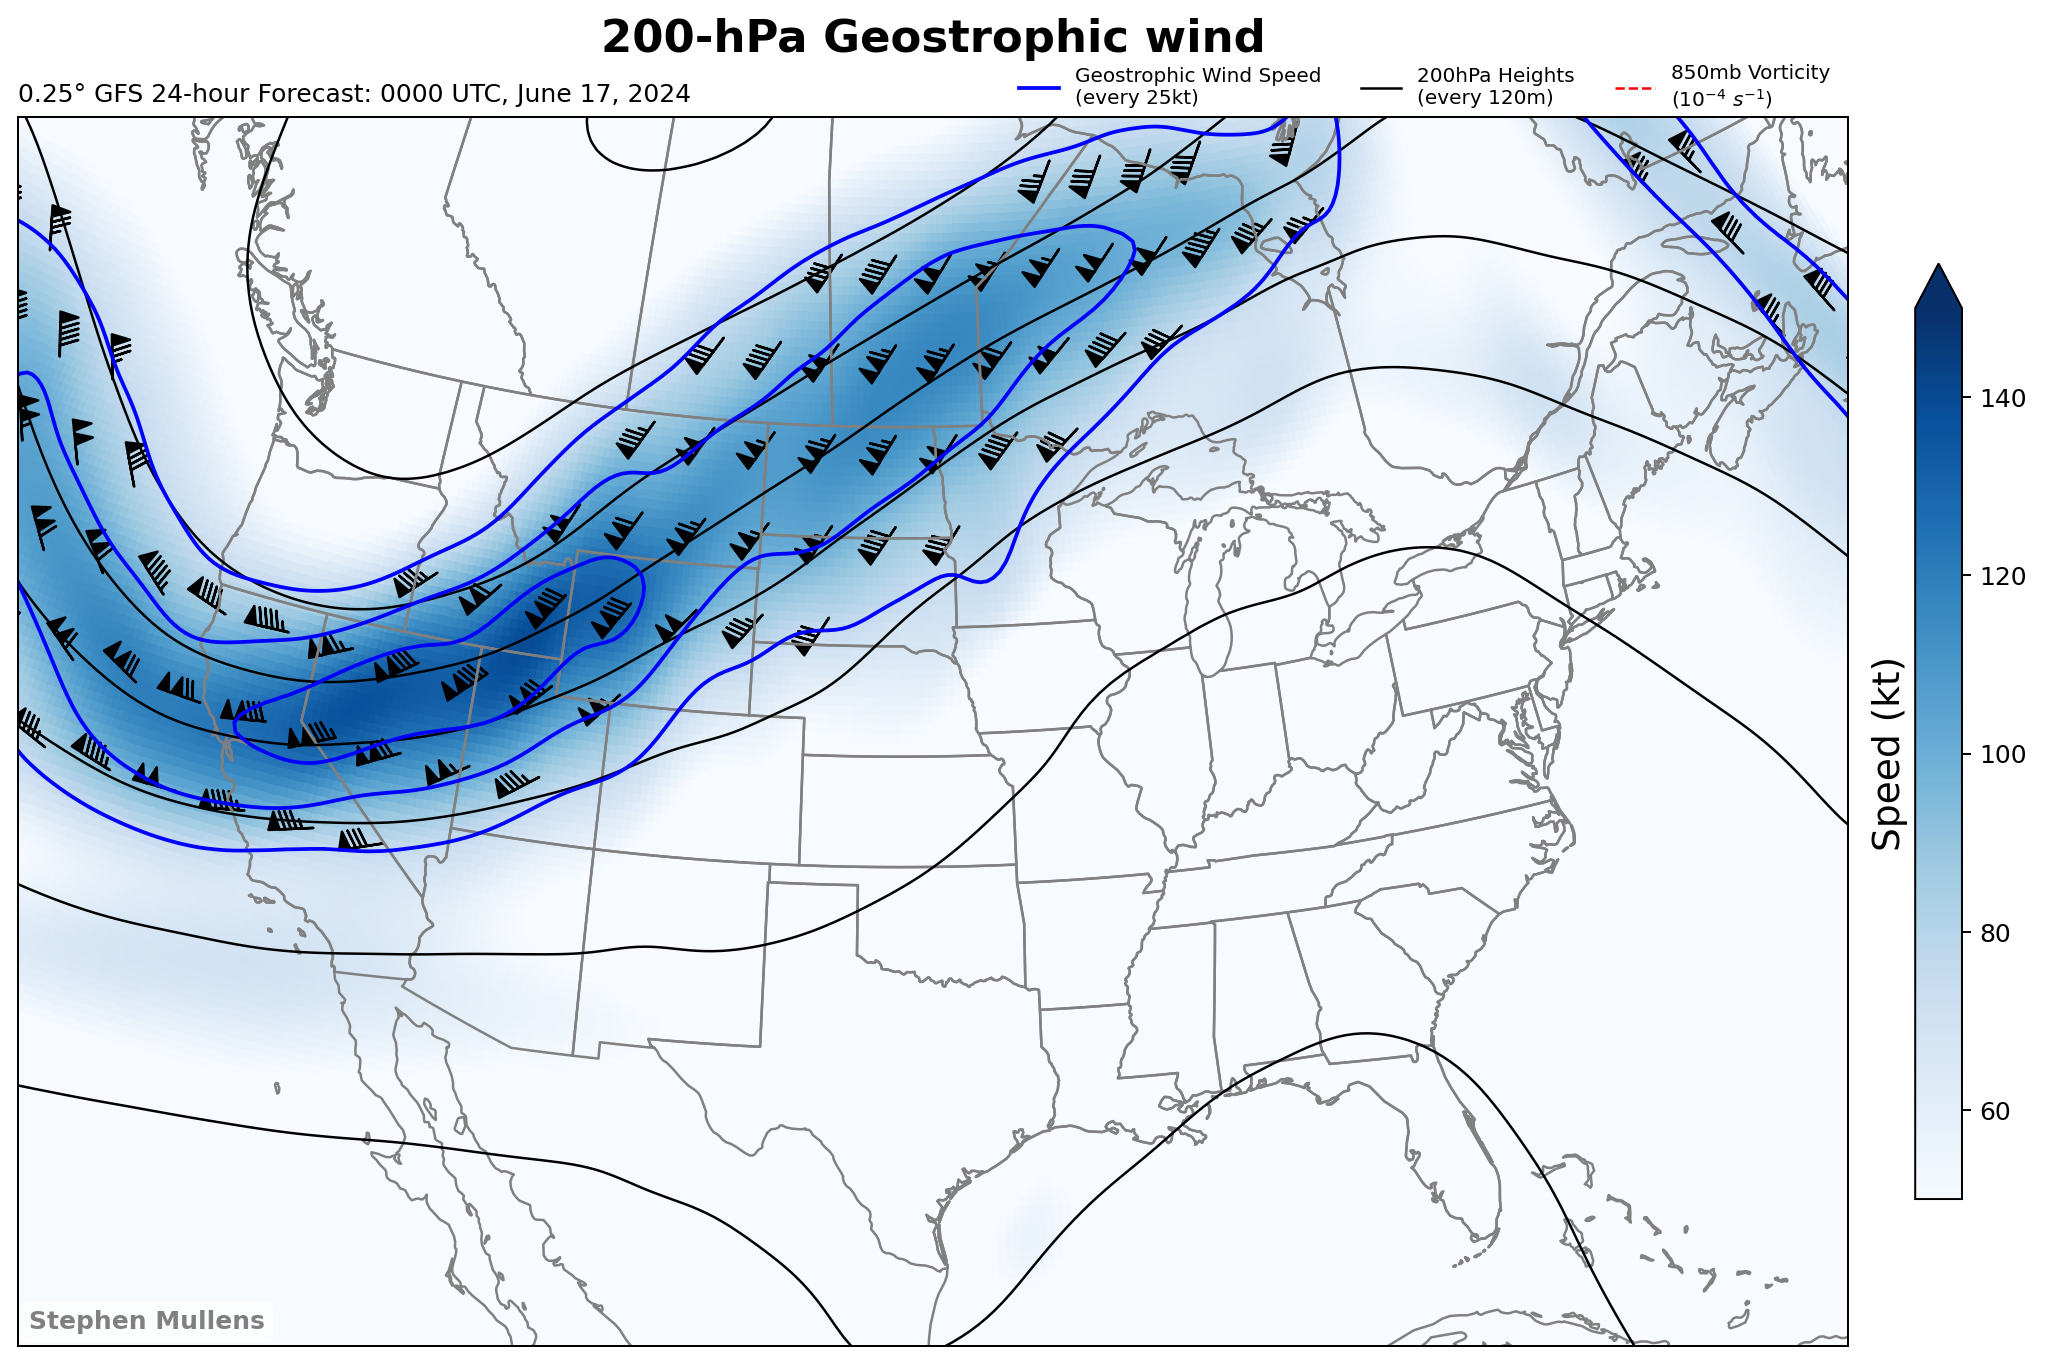 200-hPa Geostrophic wind
0.25° GFS 24-hour Forecast: 0000 UTC, June 17, 2024
Geostrophic Wind Speed
(every 25kt)
200hPa Heights
(every 120m)
850mb Vorticity
(10⁻⁴ s⁻¹)
140
120
100
80
60
Speed (kt)
Stephen Mullens